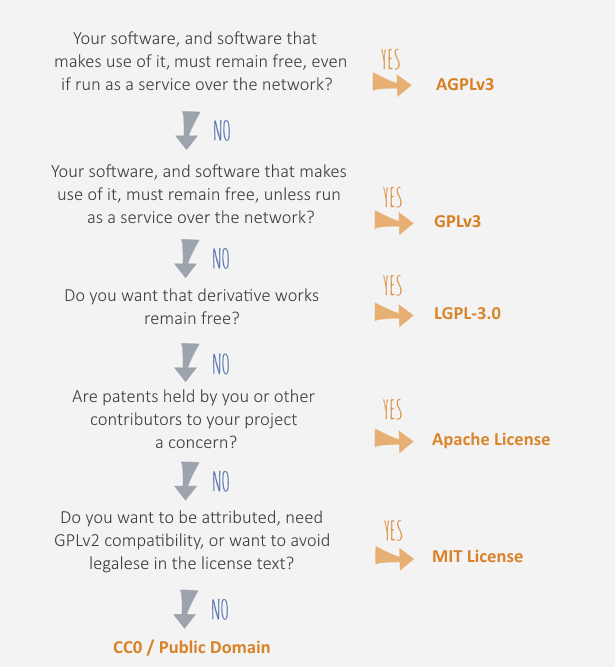 Your software, and software that
makes use of it, must remain free, even
if run as a service over the network?
YES
AGPLv3
NO
Your software, and software that makes
use of it, must remain free, unless run
as a service over the network?
YES
GPLv3
NO
Do you want that derivative works
remain free?
YES
LGPL-3.0
NO
Are patents held by you or other
contributors to your project
a concern?
YES
Apache License
NO
Do you want to be attributed, need
GPLv2 compatibility, or want to avoid
legalese in the license text?
YES
MIT License
NO
CC0 / Public Domain